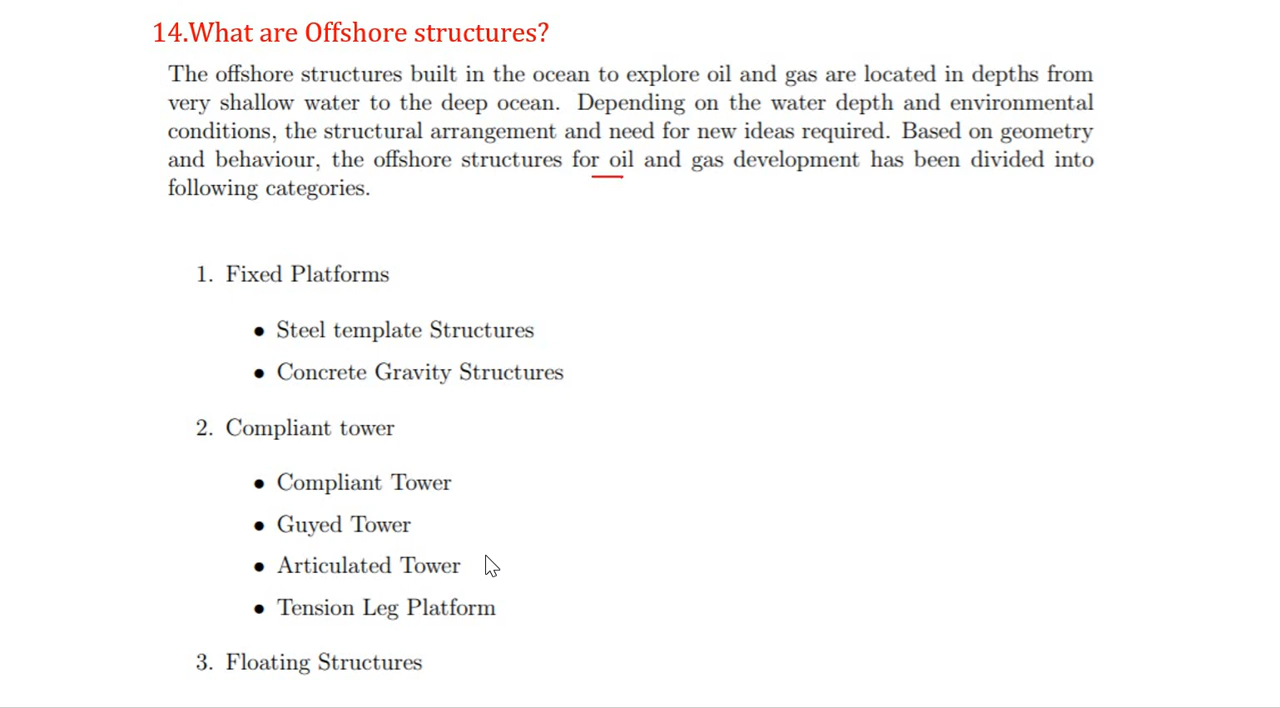 14.What are Offshore structures?
The offshore structures built in the ocean to explore oil and gas are located in depths from
very shallow water to the deep ocean. Depending on the water depth and environmental
conditions, the structural arrangement and need for new ideas required. Based on geometry
and behaviour, the offshore structures for oil and gas development has been divided into
following categories.
1. Fixed Platforms
• Steel template Structures
• Concrete Gravity Structures
2. Compliant tower
• Compliant Tower
• Guyed Tower
• Articulated Tower
• Tension Leg Platform
3. Floating Structures